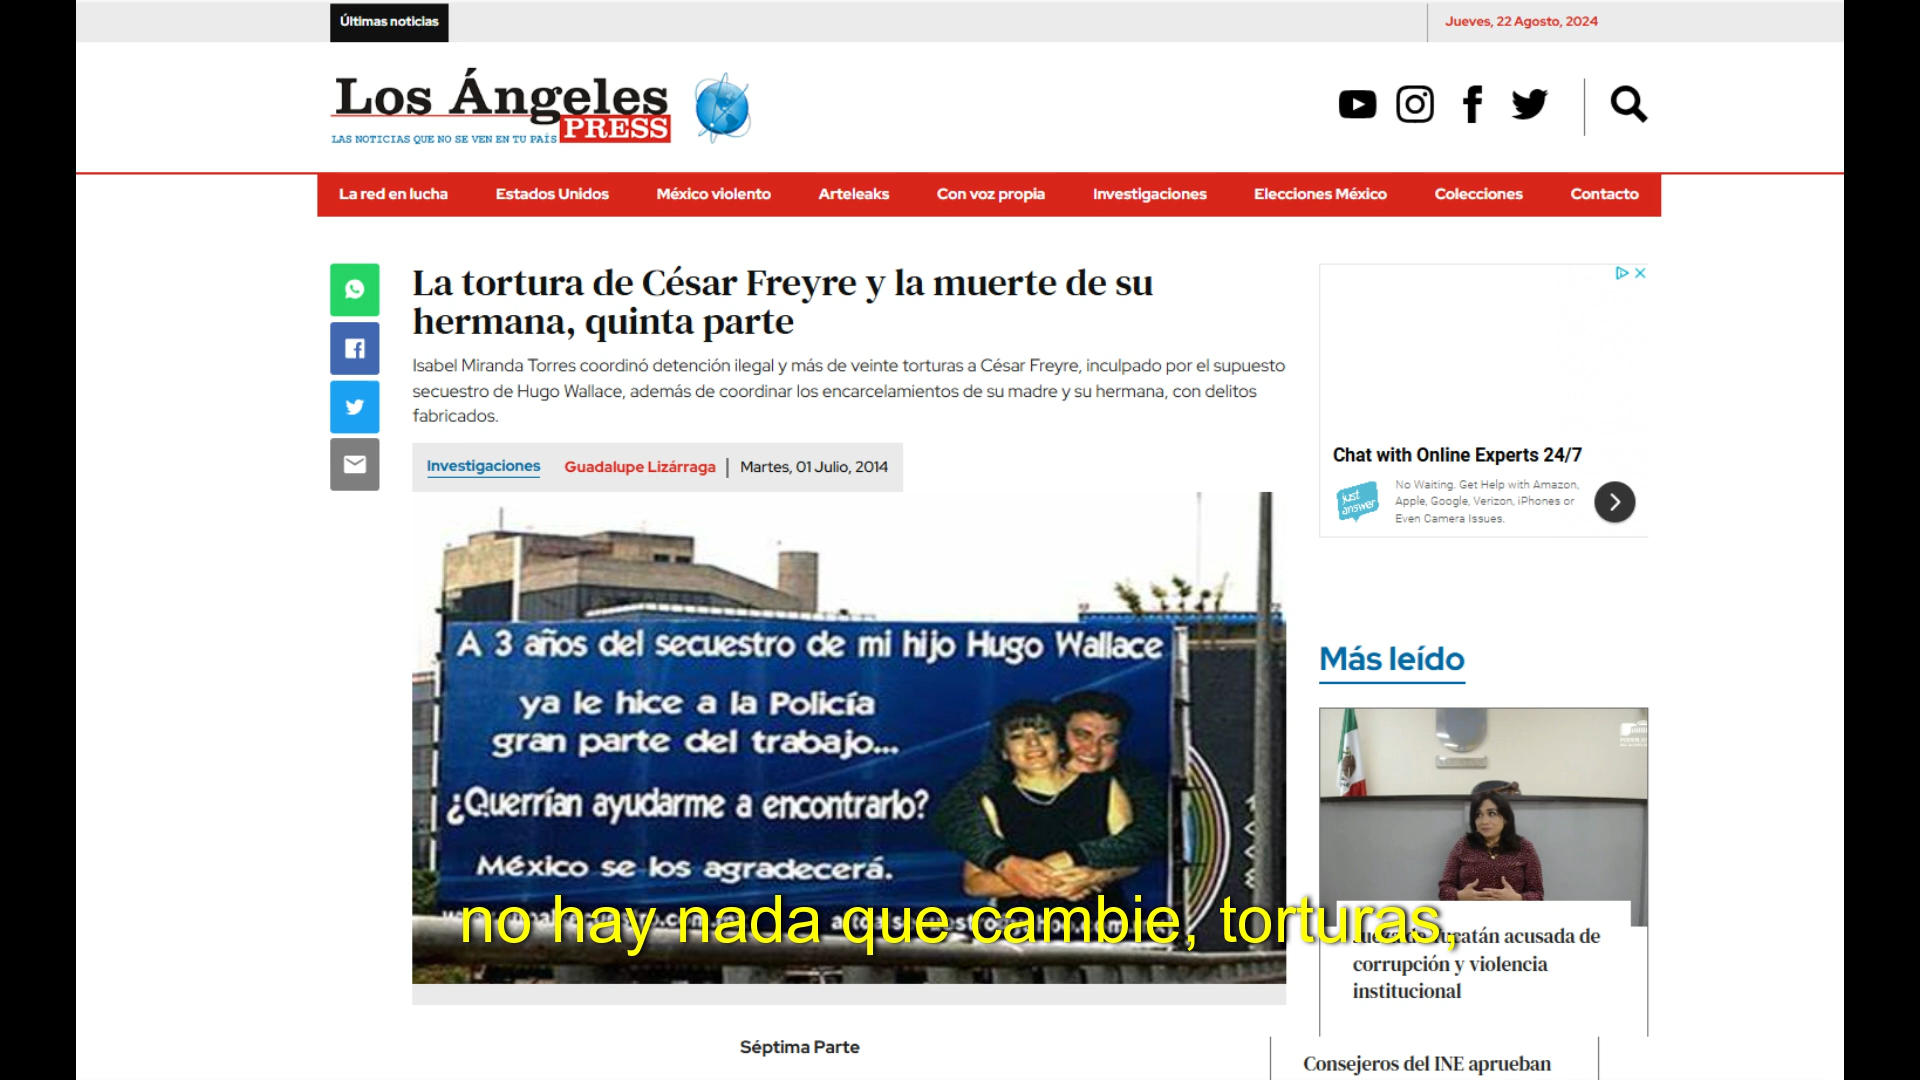 Últimas noticias
Jueves, 22 Agosto, 2024
Los Ángeles
PRESS
LAS NOTICIAS QUE NO SE VEN EN TU PAÍS
La red en lucha
Estados Unidos
México violento
Arteleaks
Con voz propia
Investigaciones
Elecciones México
Colecciones
Contacto
La tortura de César Freyre y la muerte de su
hermana, quinta parte
Isabel Miranda Torres coordinó detención ilegal y más de veinte torturas a César Freyre, inculpado por el supuesto
secuestro de Hugo Wallace, además de coordinar los encarcelamientos de su madre y su hermana, con delitos
fabricados.
Investigaciones
Guadalupe Lizárraga | Martes, 01 Julio, 2014
A 3 años del secuestro de mi hijo Hugo Wallace
ya le hice a la Policía
gran parte del trabajo...
¿Querrían ayudarme a encontrarlo?
México se los agradecerá.
no hay nada que cambie, torturas,
Séptima Parte
Chat with Online Experts 24/7
just
answer
No Waiting. Get Help with Amazon,
Apple, Google, Verizon, iPhones or
Even Camera Issues.
Más leído
acusada de
corrupción y violencia
institucional
Consejeros del INE aprueban